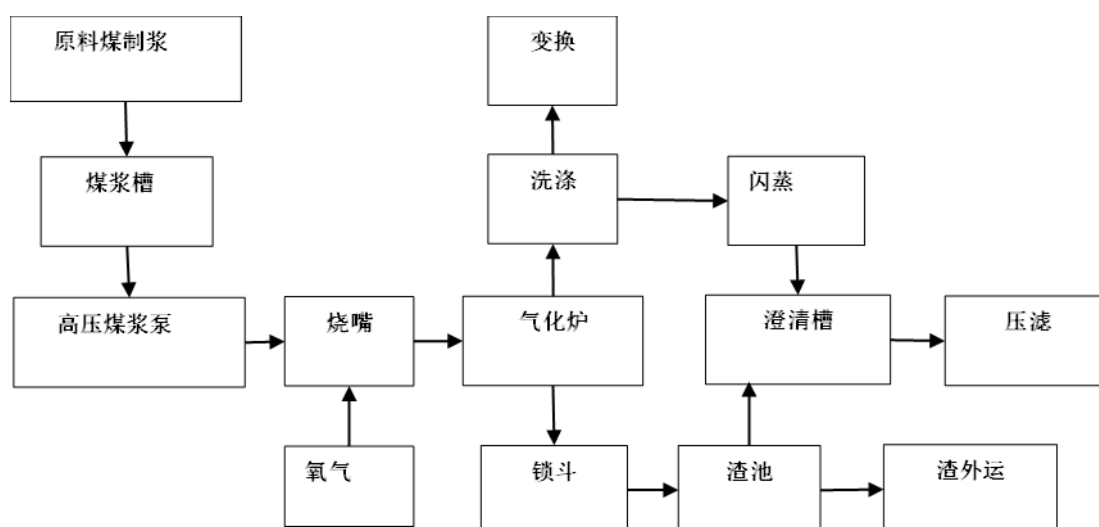 原料煤制浆
变换
煤浆槽
洗涤
闪蒸
高压煤浆泵
烧嘴
气化炉
澄清槽
压滤
氧气
锁斗
渣池
渣外运